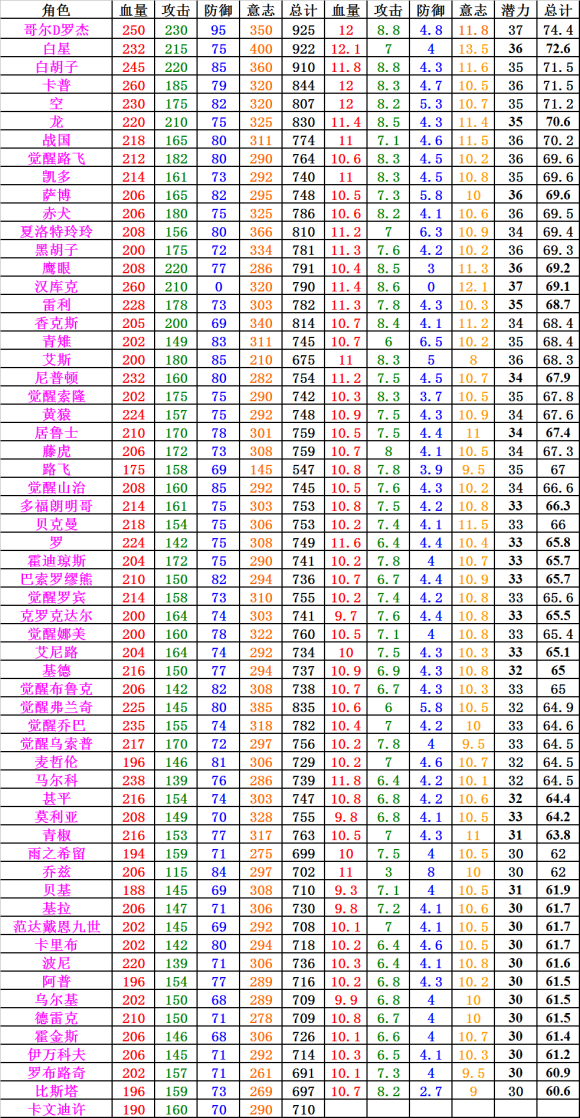 角色 血量 攻击 防御 意志 总计 血量 攻击 防御 意志 潜力 总计
哥尔D罗杰 250 230 95 350 925 12 8.8 4.8 11.8 37 74.4
白星 232 215 75 400 922 12.1 7 4 13.5 36 72.6
白胡子 245 220 85 360 910 11.8 8.8 4.3 11.6 35 71.5
卡普 260 185 79 320 844 12 8.3 4.7 10.5 36 71.5
空 230 175 82 320 807 12 8.2 5.3 10.7 35 71.2
龙 220 210 75 325 830 11.4 8.5 4.3 11.4 35 70.6
战国 218 165 80 311 774 11 7.1 4.6 11.5 36 70.2
觉醒路飞 212 182 80 290 764 10.6 8.3 4.5 10.2 36 69.6
凯多 214 161 73 292 740 11 8.3 4.5 10.8 35 69.6
萨博 206 165 82 295 748 10.5 7.3 5.8 10 36 69.6
赤犬 206 180 75 325 786 10.6 8.2 4.1 10.6 36 69.5
夏洛特玲玲 208 156 80 366 810 11.2 7 6.3 10.9 34 69.4
黑胡子 200 175 72 334 781 11.3 7.6 4.2 10.2 36 69.3
鹰眼 208 220 77 286 791 10.4 8.5 3 11.3 36 69.2
汉库克 260 210 0 320 790 11.4 8.6 0 12.1 37 69.1
雷利 228 178 73 303 782 11.3 7.8 4.3 10.3 35 68.7
香克斯 205 200 69 340 814 10.7 8.4 4.1 11.2 34 68.4
青雉 202 149 83 311 745 10.7 6 6.5 10.2 35 68.4
艾斯 200 180 85 210 675 11 8.3 5 8 36 68.3
尼普顿 232 160 80 282 754 11.2 7.5 4.5 10.7 34 67.9
觉醒索隆 202 175 75 290 742 10.3 8.3 3.7 10.5 35 67.8
黄猿 224 157 75 292 748 10.9 7.5 4.3 10.9 34 67.6
居鲁士 210 170 78 301 759 10.5 7.5 4.4 11 34 67.4
藤虎 206 172 73 308 759 10.7 8 4.1 10.5 34 67.3
路飞 175 158 69 145 547 10.8 7.8 3.9 9.5 35 67
觉醒山治 208 160 85 292 745 10.5 7.6 4.3 10.2 34 66.6
多福朗明哥 214 161 75 303 753 10.8 7.5 4.2 10.8 33 66.3
贝克曼 218 154 75 306 753 10.2 7.4 4.1 11.5 33 66
罗 224 142 75 308 749 11.6 6.4 4.4 10.4 33 65.8
霍迪琼斯 204 172 75 290 741 10.2 7.8 4 10.7 33 65.7
巴索罗缪熊 210 150 82 294 736 10.7 6.7 4.4 10.9 33 65.7
觉醒罗宾 214 158 73 310 755 10.2 7.4 4.2 10.8 33 65.6
克罗克达尔 200 164 74 303 741 9.7 7.6 4.4 10.8 33 65.5
觉醒娜美 200 160 78 322 760 10.5 7.1 4 10.8 33 65.4
艾尼路 204 164 74 292 734 10 7.5 4.3 10.3 33 65.1
基德 216 150 77 294 737 10.9 6.9 4.3 10.8 32 65
觉醒布鲁克 206 142 82 308 738 10.7 6.7 4.3 10.3 33 65
觉醒弗兰奇 225 145 80 385 835 10.6 6 5.8 10.5 32 64.9
觉醒乔巴 235 155 74 318 782 10.4 7 4.2 10 33 64.6
觉醒乌索普 217 170 72 297 756 10.2 7.8 4 9.5 33 64.5
麦哲伦 196 146 81 306 729 10.2 7 4.6 10.7 32 64.5
马尔科 238 139 76 286 739 11.8 6.4 4.2 10.1 32 64.5
甚平 216 154 74 303 747 10.8 6.8 4.2 10.6 32 64.4
莫利亚 208 149 70 328 755 9.8 6.8 4.1 10.5 33 64.2
青椒 216 153 77 317 763 10.5 7 4.3 11 31 63.8
雨之希留 194 159 71 275 699 10 7.5 4 10.5 30 62
乔兹 206 115 84 297 702 11 3 8 10 30 62
贝基 188 145 69 308 710 9.3 7.1 4 10.5 31 61.9
基拉 206 147 71 306 730 9.8 7.2 4.1 10.6 30 61.7
范达戴恩九世 202 145 69 292 708 10.1 7 4.1 10.5 30 61.7
卡里布 202 142 80 294 718 10.2 6.4 4.6 10.5 30 61.7
波尼 220 139 71 306 736 10.3 6.4 4.1 10.8 30 61.6
阿普 196 154 77 289 716 10.2 6.8 4.3 10.2 30 61.5
乌尔基 202 150 68 289 709 9.9 6.8 4 10 30 61.5
德雷克 210 150 71 278 709 10.8 6.7 4 10 30 61.5
霍金斯 206 146 68 306 726 10.1 6.6 4 10.7 30 61.4
伊万科夫 206 145 71 292 714 10.3 6.5 4.1 10.3 30 61.2
罗布路奇 202 157 71 261 691 10.1 7.3 4 9.5 30 60.9
比斯塔 196 159 73 269 697 10.7 8.2 2.7 9 30 60.6
卡文迪许 190 160 70 290 710